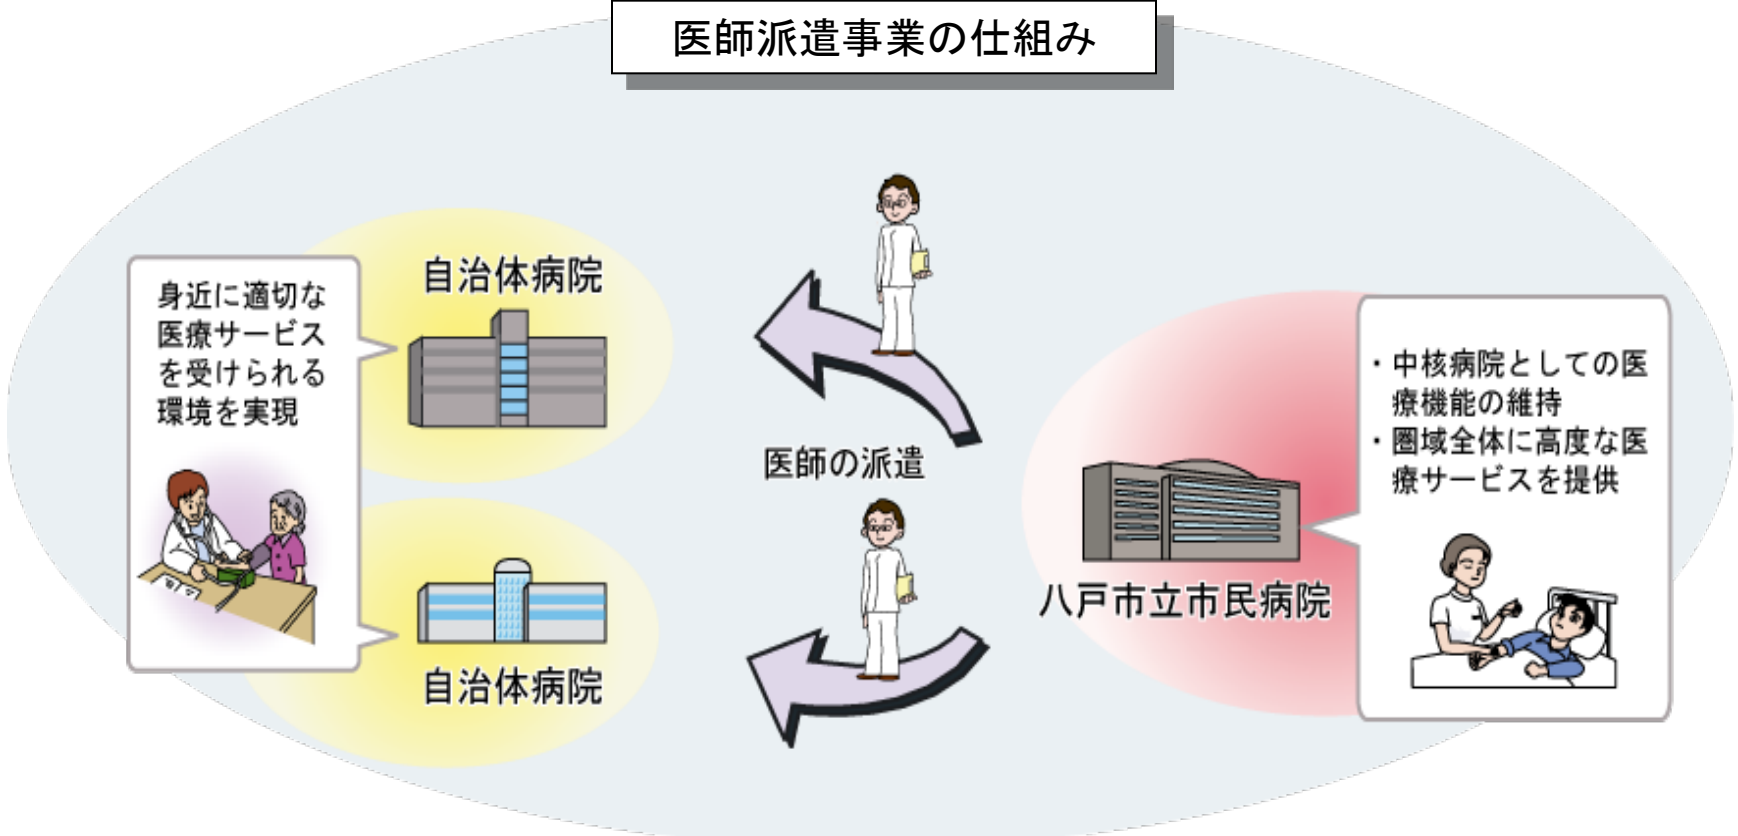 医師派遣事業の仕組み
自治体病院
身近に適切な
医療サービス
を受けられる
環境を実現
医師の派遣
・中核病院としての医
療機能の維持
・圏域全体に高度な医
療サービスを提供
八戸市立市民病院
自治体病院